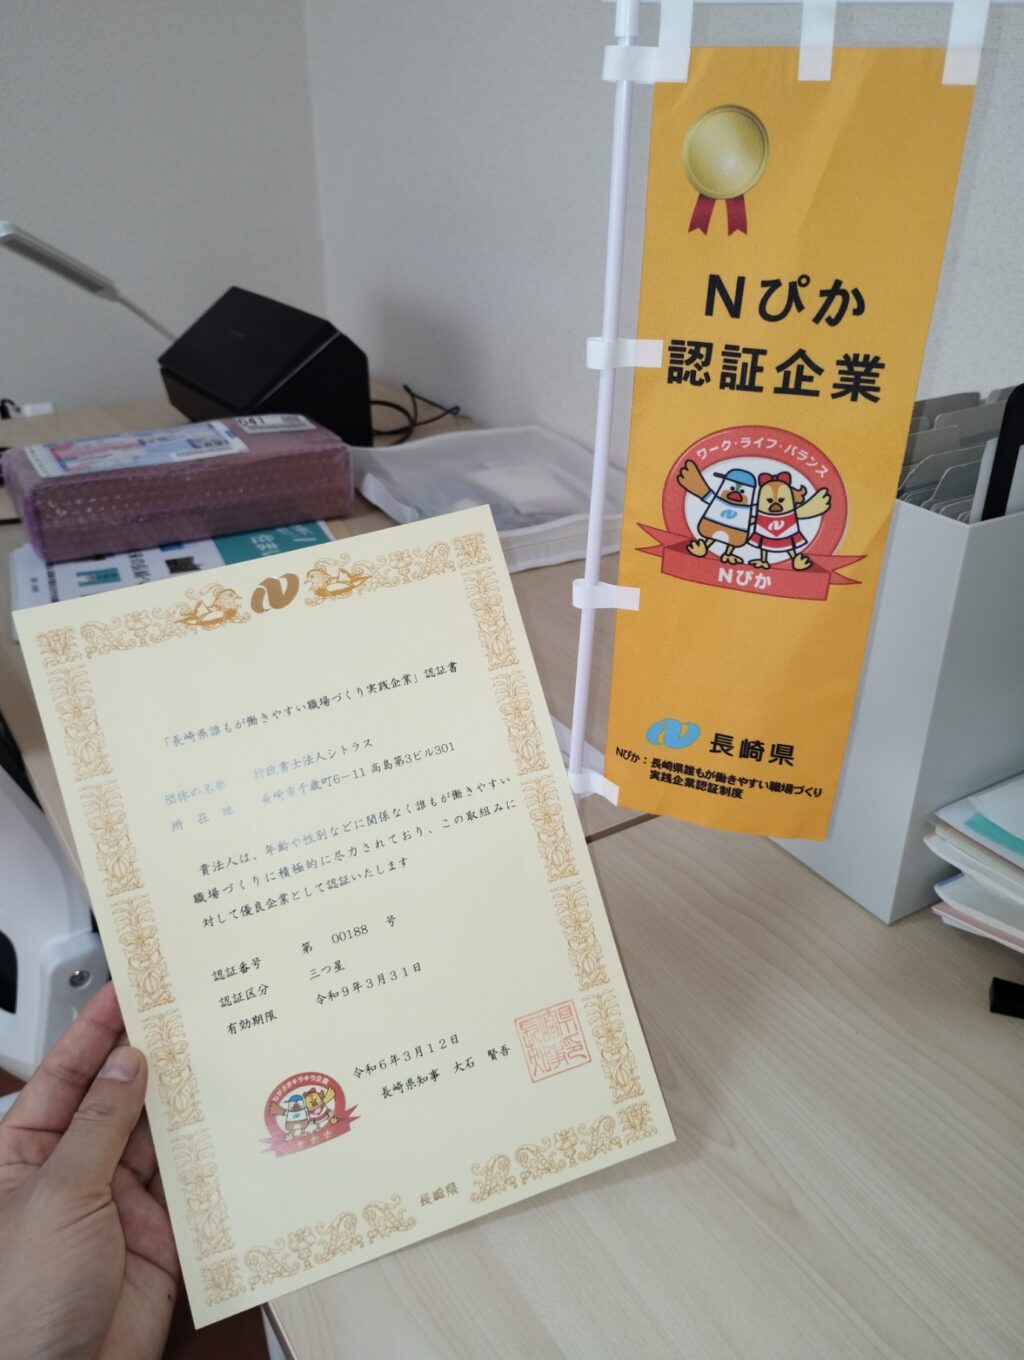 「長崎県誰もが働きやすい職場づくり実践企業」認証書
団体の名称 行政書士法人シトラス
所在地 長崎市千歳町6-11 高島第3ビル301
貴法人は、年齢や性別などに関係なく誰もが働きやすい
職場づくりに積極的に尽力されており、この取組みに
対して優良企業として認証いたします
認証番号 第 00188 号
認証区分 三つ星
有効期限 令和9年3月31日
令和6年3月12日
長崎県知事 大石 賢吾
ながさきキラキラ企業
長崎県
Nぴか
認証企業
ワーク・ライフ・バランス
Nぴか
長崎県
Nぴか:長崎県誰もが働きやすい職場づくり
実践企業認証制度
041